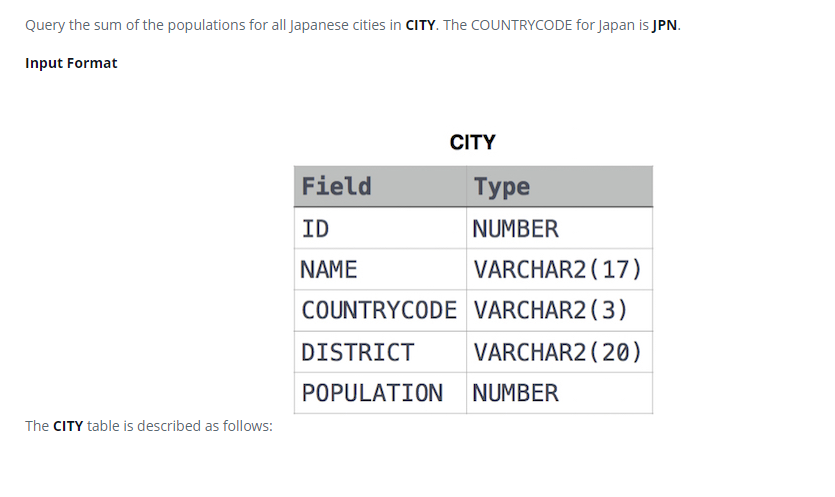 Query the sum of the populations for all Japanese cities in CITY. The COUNTRYCODE for Japan is JPN.
Input Format
CITY
Field Type
ID NUMBER
NAME VARCHAR2(17)
COUNTRYCODE VARCHAR2(3)
DISTRICT VARCHAR2(20)
POPULATION NUMBER
The CITY table is described as follows: